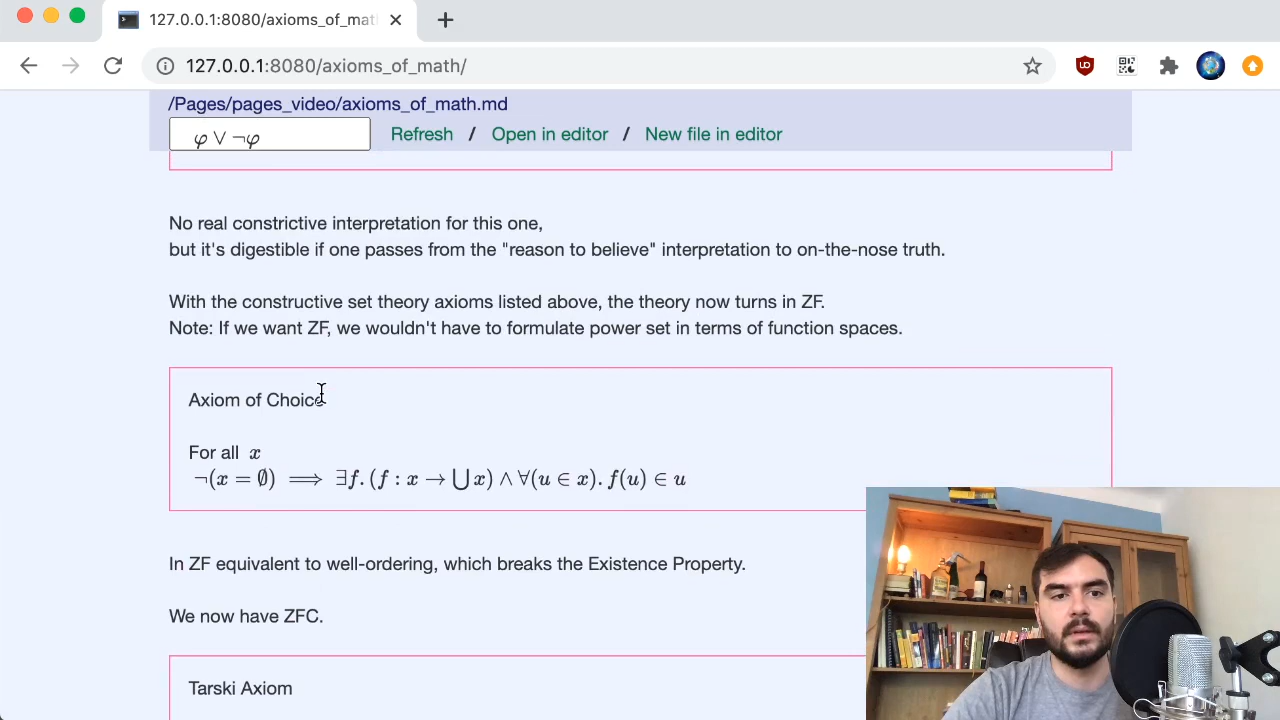 127.0.0.1:8080/axioms_of_mat
127.0.0.1:8080/axioms_of_math/
/Pages/pages_video/axioms_of_math.md
φ ∨ ¬φ
Refresh / Open in editor / New file in editor
No real constrictive interpretation for this one,
but it's digestible if one passes from the "reason to believe" interpretation to on-the-nose truth.
With the constructive set theory axioms listed above, the theory now turns in ZF.
Note: If we want ZF, we wouldn't have to formulate power set in terms of function spaces.
Axiom of Choice
For all x
¬(x = ∅) ⟹ ∃f. (f : x → ⋃ x) ∧ ∀(u ∈ x). f(u) ∈ u
In ZF equivalent to well-ordering, which breaks the Existence Property.
We now have ZFC.
Tarski Axiom